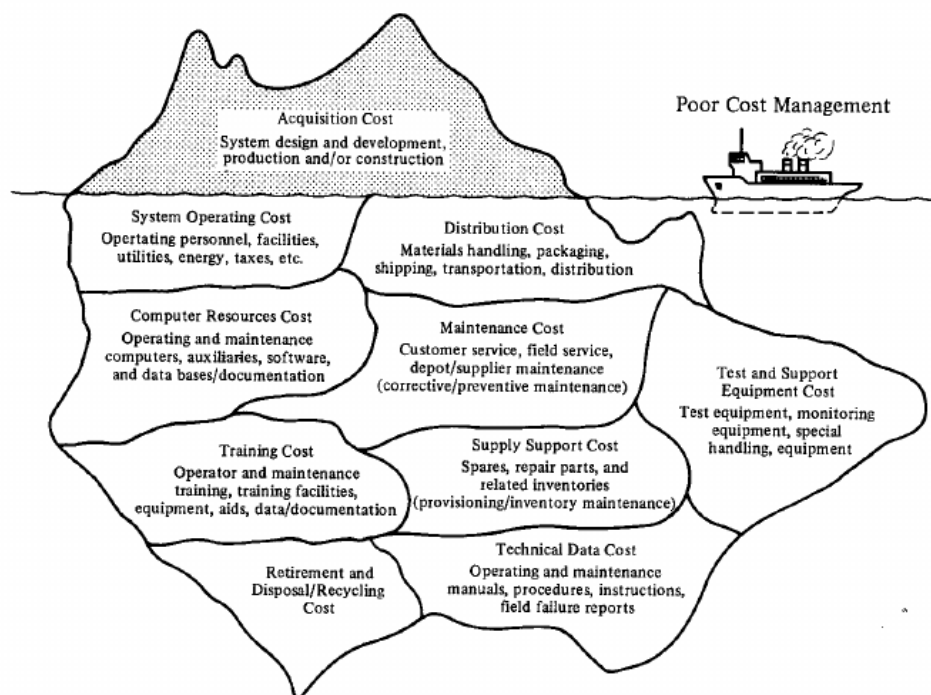 Poor Cost Management
Acquisition Cost
System design and development,
production and/or construction
System Operating Cost
Opertating personnel, facilities,
utilities, energy, taxes, etc.
Distribution Cost
Materials handling, packaging,
shipping, transportation, distribution
Computer Resources Cost
Operating and maintenance
computers, auxiliaries, software,
and data bases/documentation
Maintenance Cost
Customer service, field service,
depot/supplier maintenance
(corrective/preventive maintenance)
Test and Support
Equipment Cost
Test equipment, monitoring
equipment, special
handling, equipment
Training Cost
Operator and maintenance
training, training facilities,
equipment, aids, data/documentation
Supply Support Cost
Spares, repair parts, and
related inventories
(provisioning/inventory maintenance)
Retirement and
Disposal/Recycling
Cost
Technical Data Cost
Operating and maintenance
manuals, procedures, instructions,
field failure reports